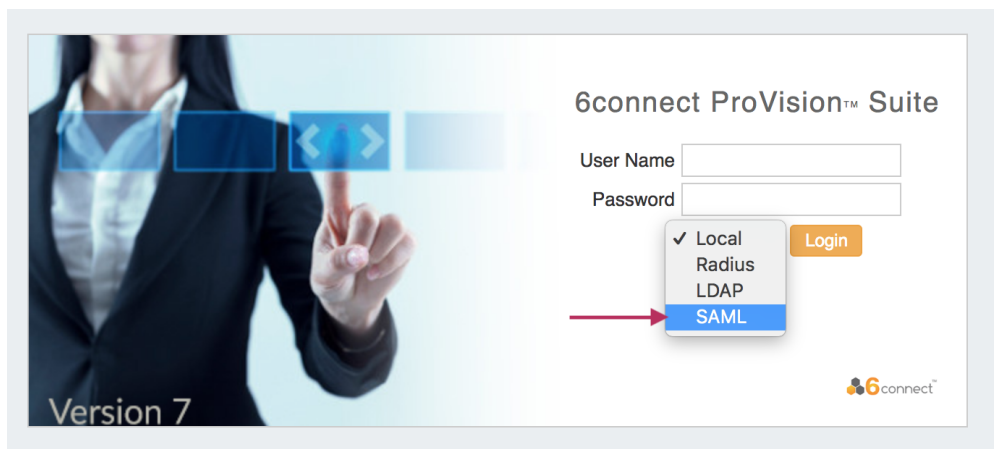 6connect ProVision™ Suite
User Name
Password
✓ Local
Login
Radius
LDAP
SAML
6connect™
Version 7